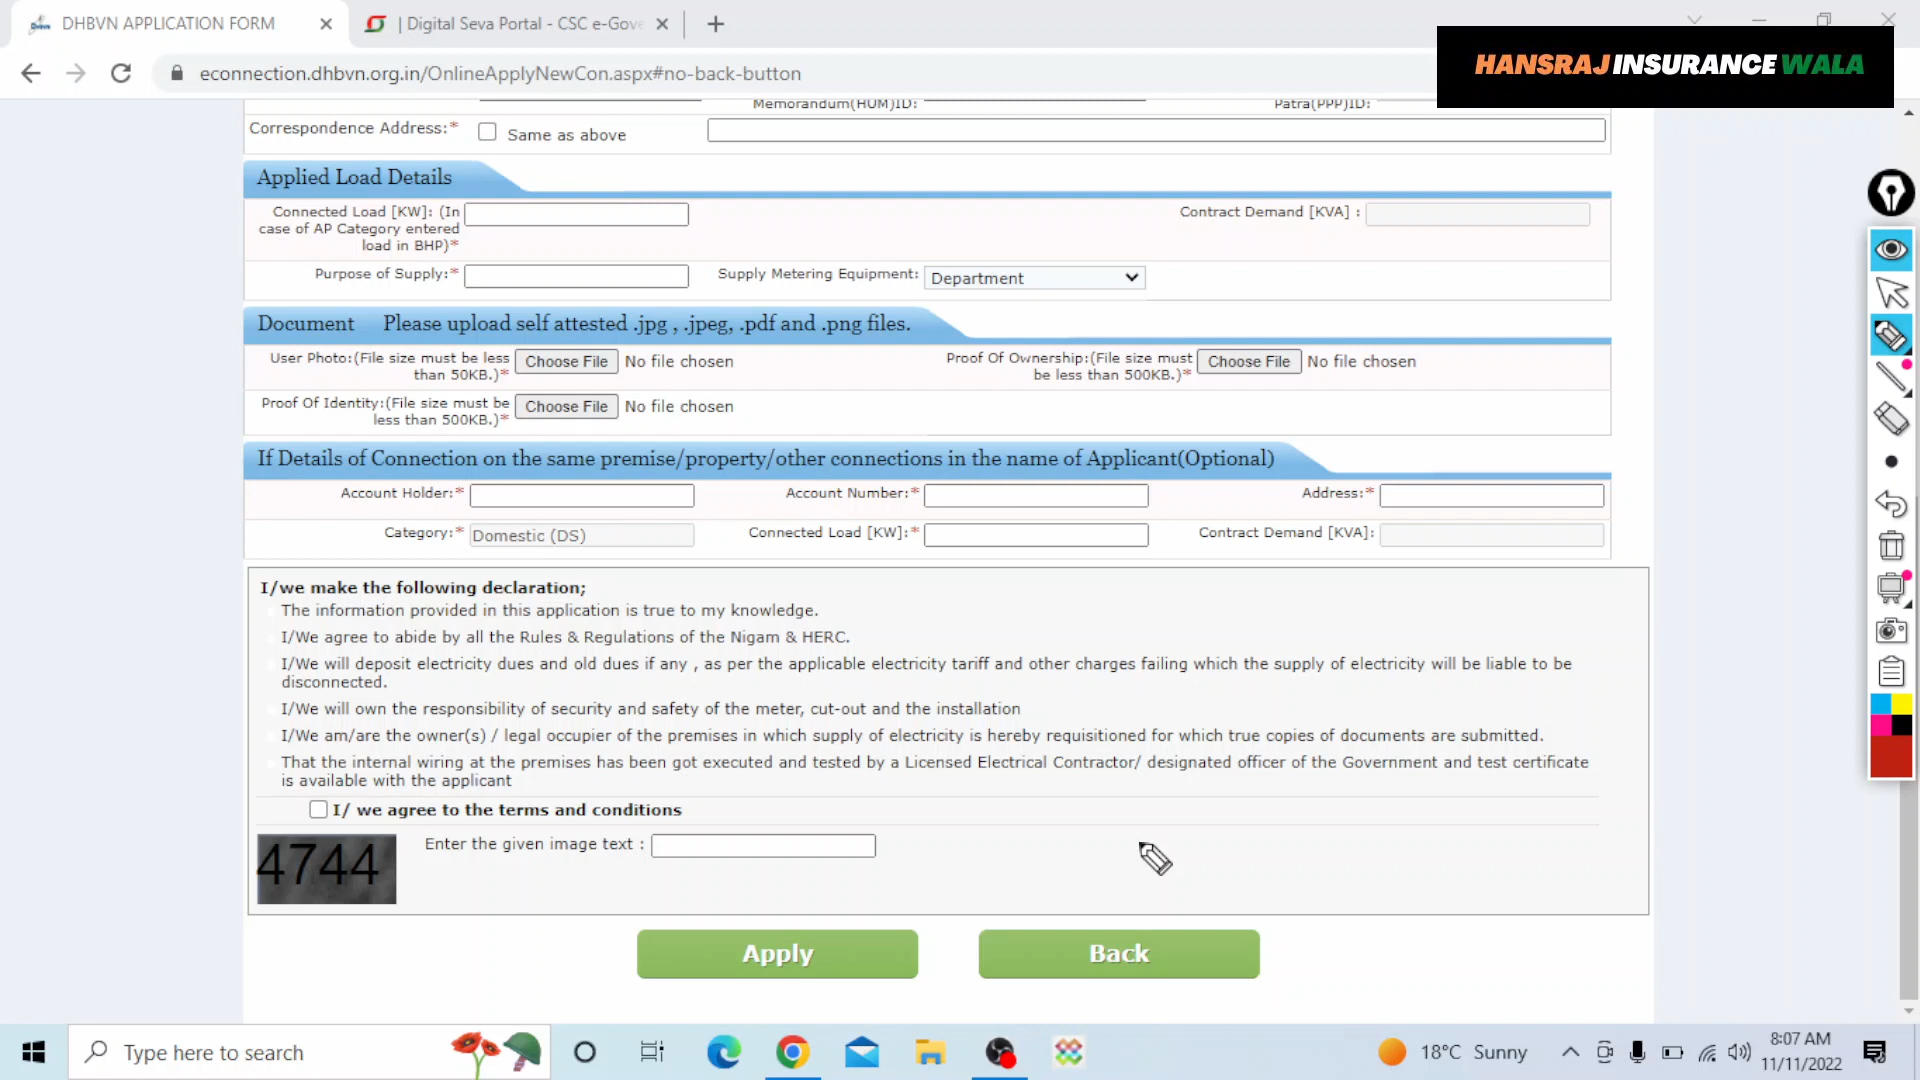 DHBVN APPLICATION FORM
| Digital Seva Portal - CSC e-Gove
econnection.dhbvn.org.in/OnlineApplyNewCon.aspx#no-back-button
HANSRAJ INSURANCE WALA
Memorandum(HUM)ID:
Patra(PPP)ID:
Correspondence Address:*
Same as above
Applied Load Details
Connected Load [KW]: (In
case of AP Category entered
load in BHP)*
Contract Demand [KVA] :
Purpose of Supply:*
Supply Metering Equipment:
Department
Document Please upload self attested .jpg , .jpeg, .pdf and .png files.
User Photo:(File size must be less
than 50KB.)*
Choose File No file chosen
Proof Of Ownership:(File size must
be less than 500KB.)*
Choose File No file chosen
Proof Of Identity:(File size must be
less than 500KB.)*
Choose File No file chosen
If Details of Connection on the same premise/property/other connections in the name of Applicant(Optional)
Account Holder:*
Account Number:*
Address:*
Category:*
Domestic (DS)
Connected Load [KW]:*
Contract Demand [KVA]:
I/we make the following declaration;
The information provided in this application is true to my knowledge.
I/We agree to abide by all the Rules & Regulations of the Nigam & HERC.
I/We will deposit electricity dues and old dues if any , as per the applicable electricity tariff and other charges failing which the supply of electricity will be liable to be
disconnected.
I/We will own the responsibility of security and safety of the meter, cut-out and the installation
I/We am/are the owner(s) / legal occupier of the premises in which supply of electricity is hereby requisitioned for which true copies of documents are submitted.
That the internal wiring at the premises has been got executed and tested by a Licensed Electrical Contractor/ designated officer of the Government and test certificate
is available with the applicant
I/ we agree to the terms and conditions
4744
Enter the given image text :
Apply
Back
Type here to search
18°C Sunny
8:07 AM
11/11/2022